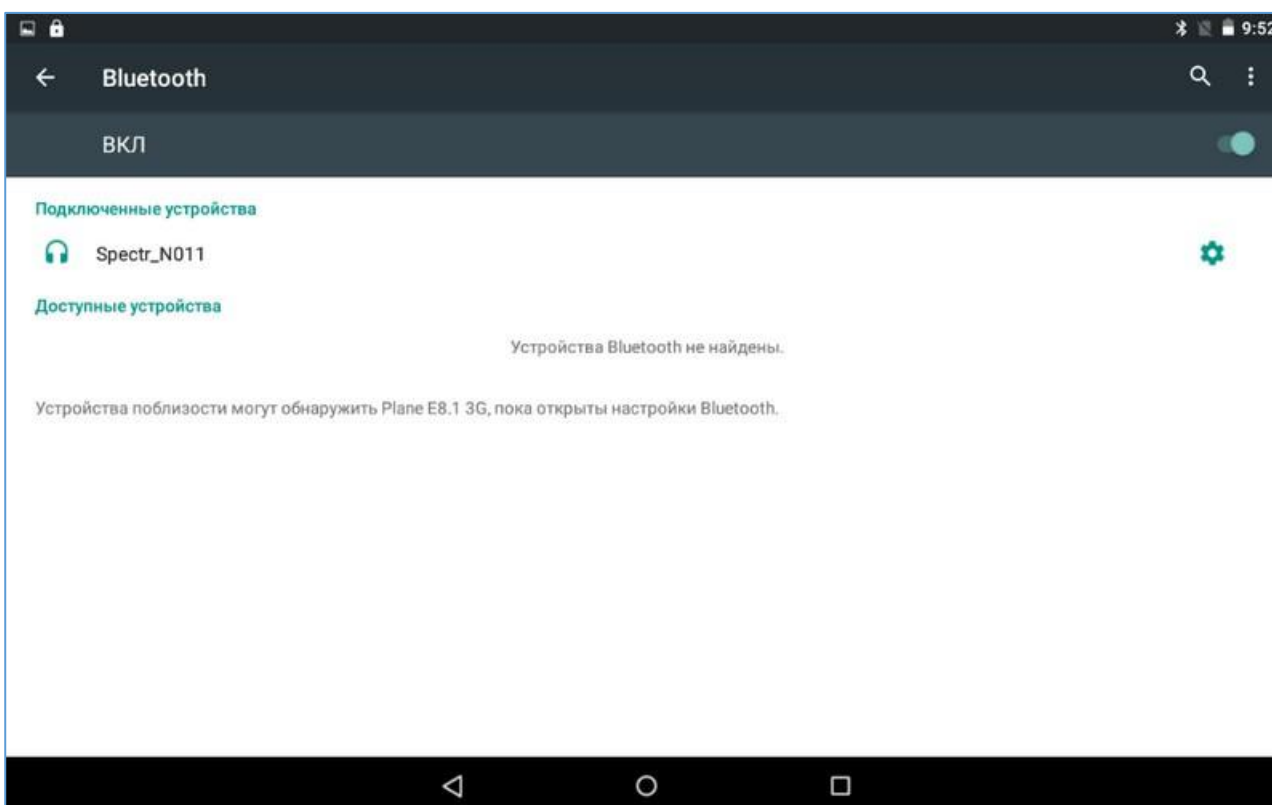 9:52
Bluetooth
ВКЛ
Подключенные устройства
Spectr_N011
Доступные устройства
Устройства Bluetooth не найдены.
Устройства поблизости могут обнаружить Plane E8.1 3G, пока открыты настройки Bluetooth.